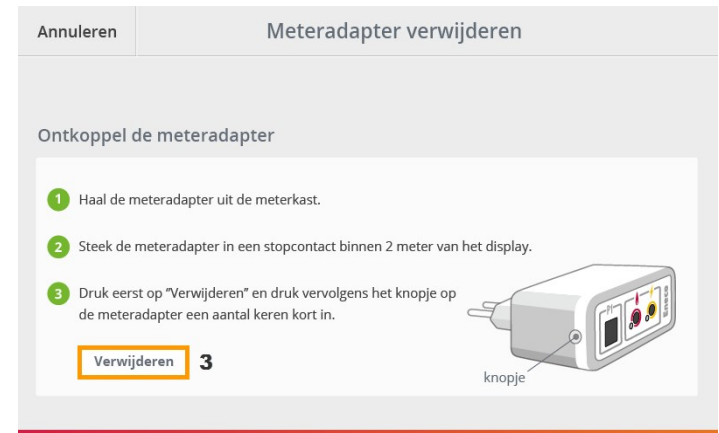 Annuleren
Meteradapter verwijderen
Ontkoppel de meteradapter
1 Haal de meteradapter uit de meterkast.
2 Steek de meteradapter in een stopcontact binnen 2 meter van het display.
3 Druk eerst op "Verwijderen" en druk vervolgens het knopje op
de meteradapter een aantal keren kort in.
P1
Eneco
Verwijderen 3
knopje